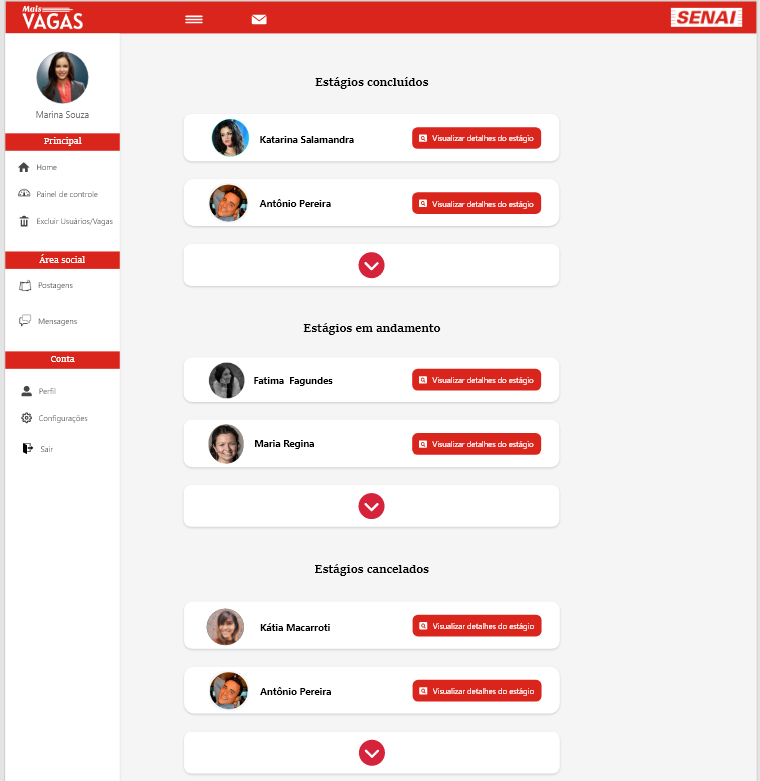 Mais
VAGAS
SENAI
Marina Souza
Principal
Home
Painel de controle
Excluir Usuários/Vagas
Área social
Postagens
Mensagens
Conta
Perfil
Configurações
Sair
Estágios concluídos
Katarina Salamandra
Visualizar detalhes do estágio
Antônio Pereira
Visualizar detalhes do estágio
Estágios em andamento
Fatima Fagundes
Visualizar detalhes do estágio
Maria Regina
Visualizar detalhes do estágio
Estágios cancelados
Kátia Macarroti
Visualizar detalhes do estágio
Antônio Pereira
Visualizar detalhes do estágio